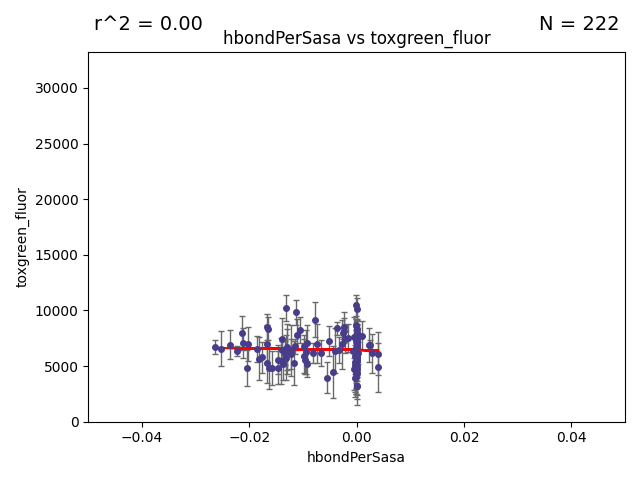 r^2 = 0.00
N = 222
hbondPerSasa vs toxgreen_fluor
30000
25000
20000
15000
10000
5000
0
toxgreen_fluor
−0.04
−0.02
0.00
0.02
0.04
hbondPerSasa